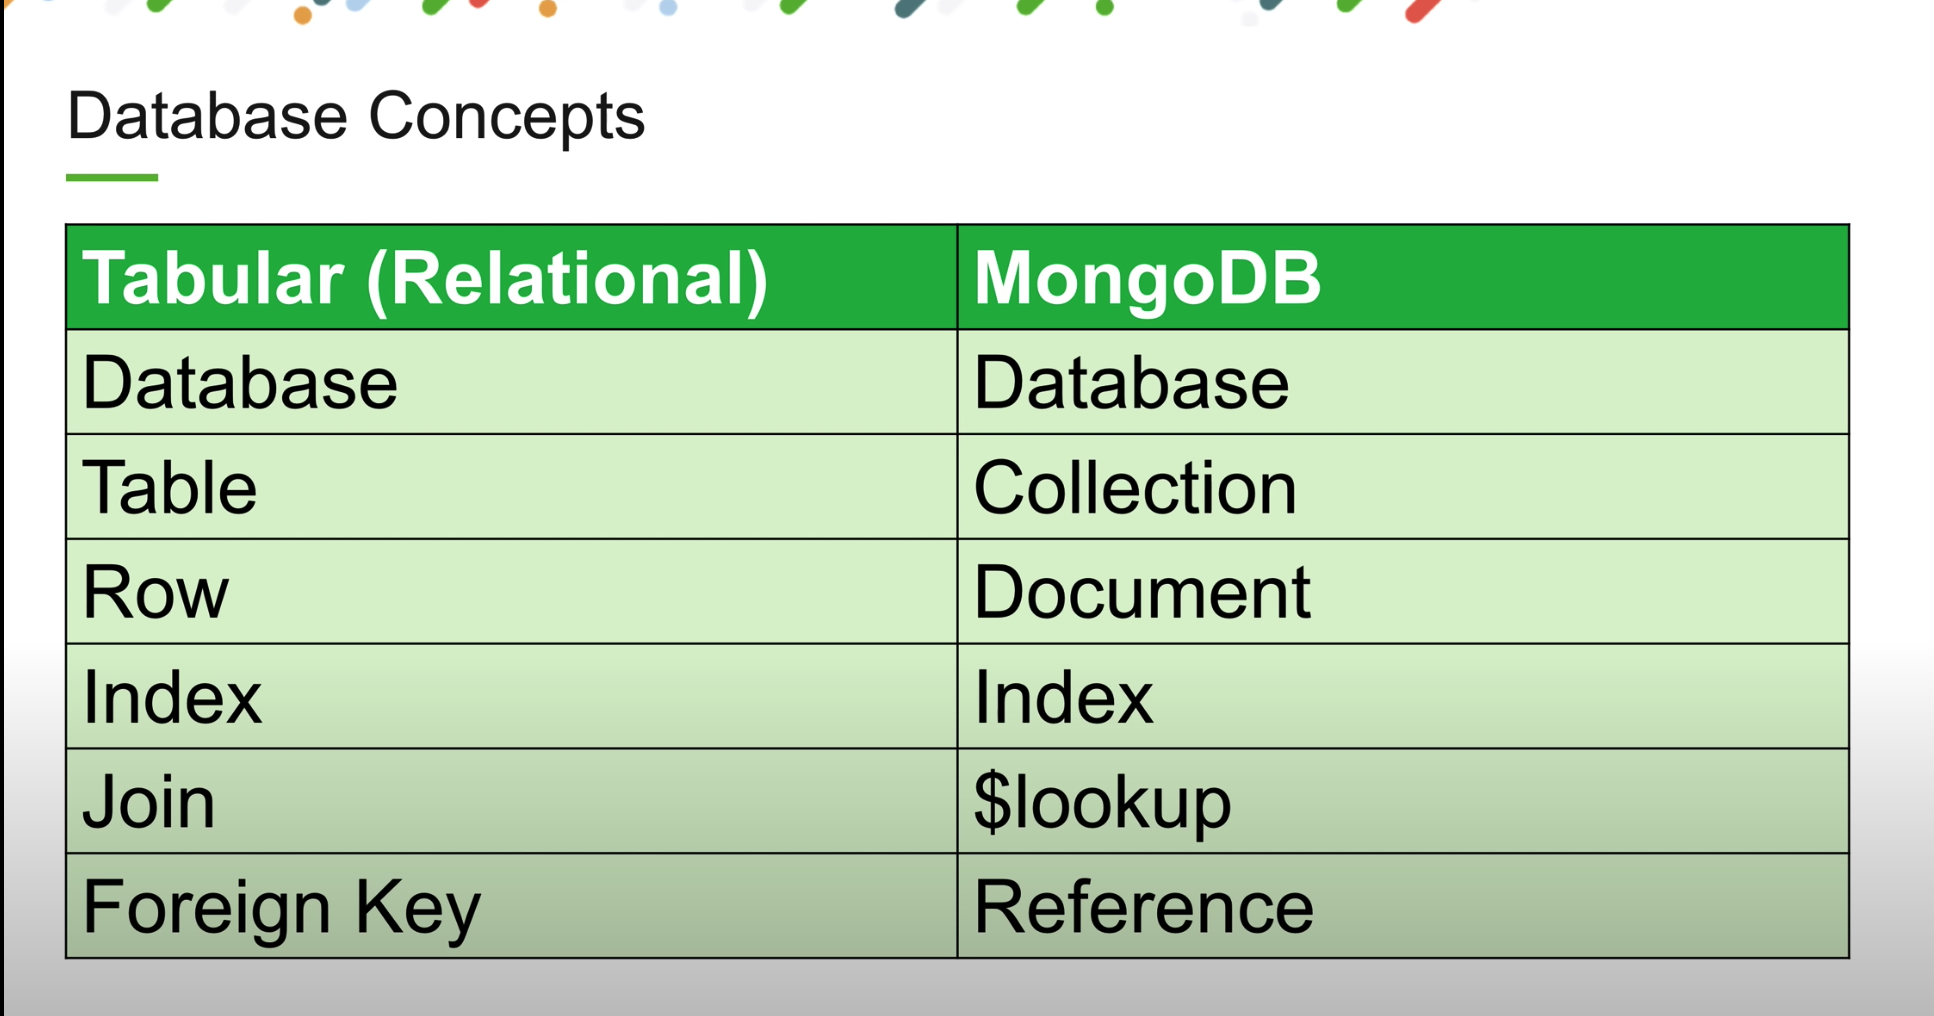 Database Concepts
Tabular (Relational) MongoDB
Database Database
Table Collection
Row Document
Index Index
Join $lookup
Foreign Key Reference